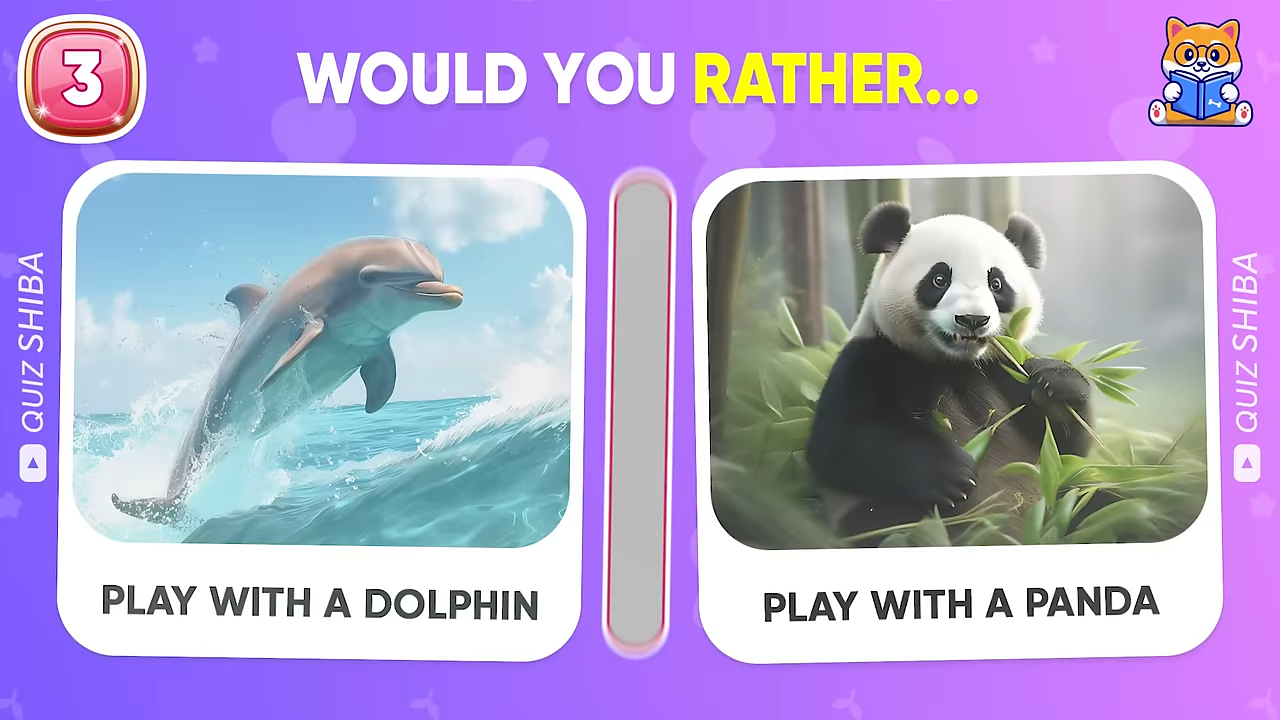 3
WOULD YOU RATHER...
QUIZ SHIBA
PLAY WITH A DOLPHIN
PLAY WITH A PANDA
QUIZ SHIBA